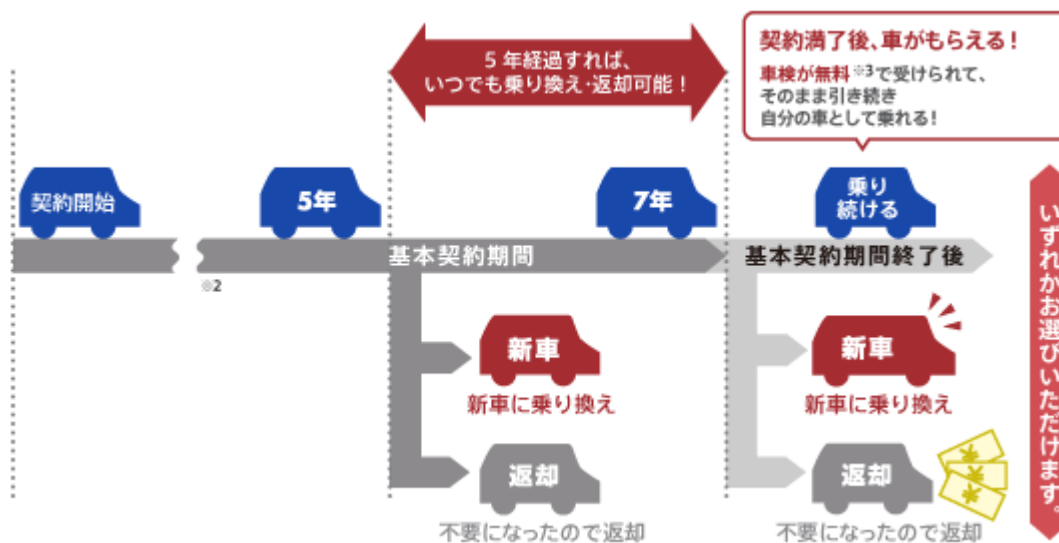 5年経過すれば、
いつでも乗り換え・返却可能！
契約満了後、車がもらえる！
車検が無料※3で受けられて、
そのまま引き続き
自分の車として乗れる！
契約開始
5年
7年
乗り
続ける
基本契約期間
基本契約期間終了後
※2
新車
新車に乗り換え
新車
新車に乗り換え
返却
不要になったので返却
返却
不要になったので返却
いずれかお選びいただけます。